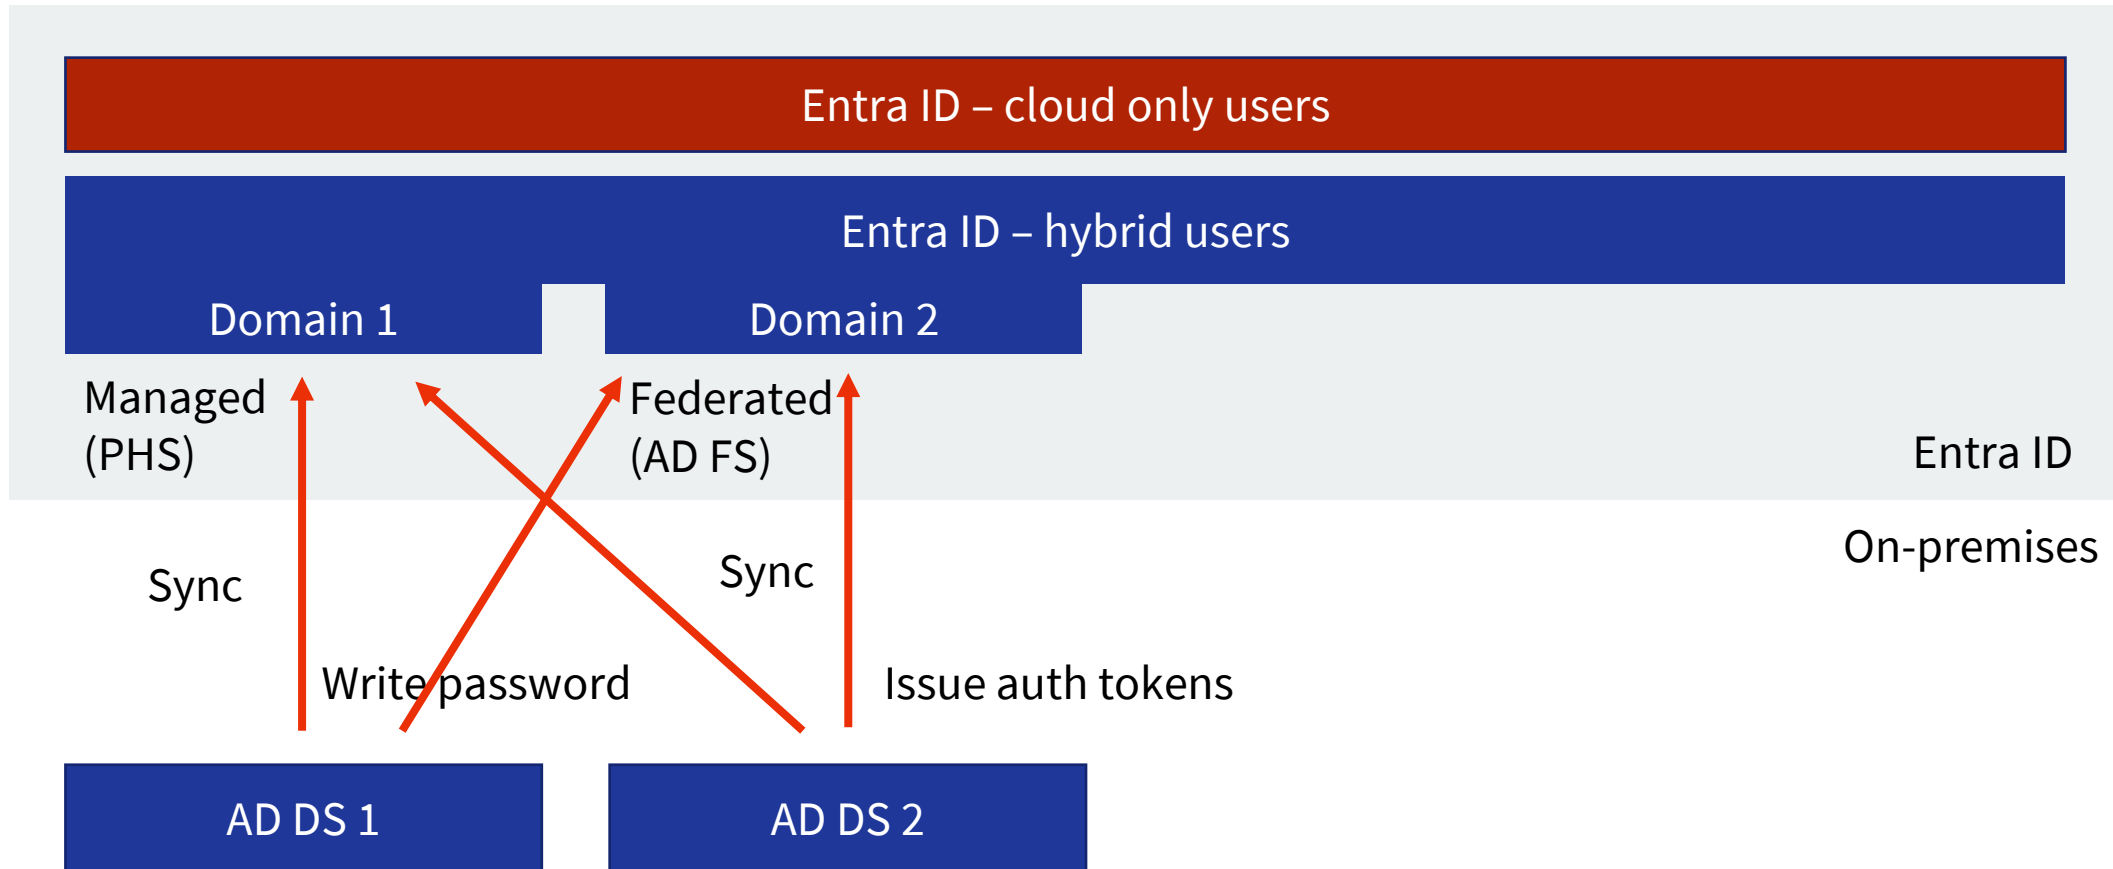 Entra ID – cloud only users
Entra ID – hybrid users
Domain 1
Domain 2
Managed
(PHS)
Federated
(AD FS)
Entra ID
On-premises
Sync
Sync
Write password
Issue auth tokens
AD DS 1
AD DS 2